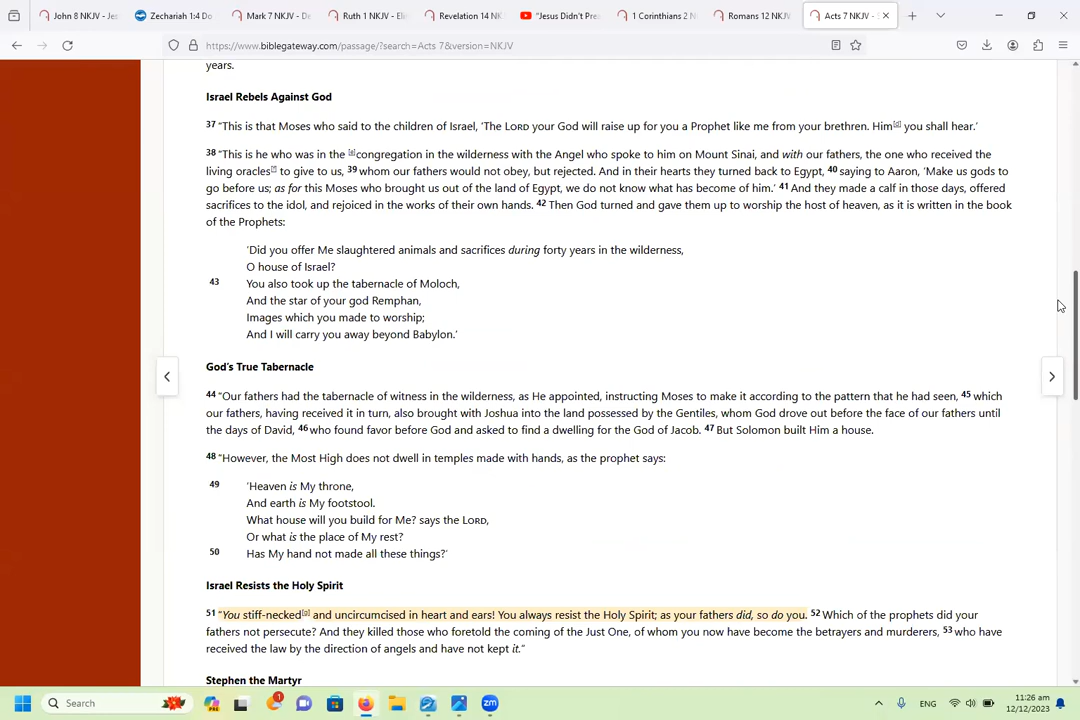 John 8 NKJV - Jes
Zechariah 1:4 Do
Mark 7 NKJV - De
Ruth 1 NKJV - Eli
Revelation 14 NK
"Jesus Didn't Pre
1 Corinthians 2 N
Romans 12 NKJV
Acts 7 NKJV -
https://www.biblegateway.com/passage/?search=Acts 7&version=NKJV
years.
Israel Rebels Against God
37 "This is that Moses who said to the children of Israel, 'The LORD your God will raise up for you a Prophet like me from your brethren. Him[d] you shall hear.'
38 "This is he who was in the [e]congregation in the wilderness with the Angel who spoke to him on Mount Sinai, and with our fathers, the one who received the
living oracles[f] to give to us, 39 whom our fathers would not obey, but rejected. And in their hearts they turned back to Egypt, 40 saying to Aaron, 'Make us gods to
go before us; as for this Moses who brought us out of the land of Egypt, we do not know what has become of him.' 41 And they made a calf in those days, offered
sacrifices to the idol, and rejoiced in the works of their own hands. 42 Then God turned and gave them up to worship the host of heaven, as it is written in the book
of the Prophets:
'Did you offer Me slaughtered animals and sacrifices during forty years in the wilderness,
O house of Israel?
43 You also took up the tabernacle of Moloch,
And the star of your god Remphan,
Images which you made to worship;
And I will carry you away beyond Babylon.'
God's True Tabernacle
44 "Our fathers had the tabernacle of witness in the wilderness, as He appointed, instructing Moses to make it according to the pattern that he had seen, 45 which
our fathers, having received it in turn, also brought with Joshua into the land possessed by the Gentiles, whom God drove out before the face of our fathers until
the days of David, 46 who found favor before God and asked to find a dwelling for the God of Jacob. 47 But Solomon built Him a house.
48 "However, the Most High does not dwell in temples made with hands, as the prophet says:
49 'Heaven is My throne,
And earth is My footstool.
What house will you build for Me? says the LORD,
Or what is the place of My rest?
50 Has My hand not made all these things?'
Israel Resists the Holy Spirit
51 "You stiff-necked[g] and uncircumcised in heart and ears! You always resist the Holy Spirit; as your fathers did, so do you. 52 Which of the prophets did your
fathers not persecute? And they killed those who foretold the coming of the Just One, of whom you now have become the betrayers and murderers, 53 who have
received the law by the direction of angels and have not kept it."
Stephen the Martyr
Search
PRE
1
zm
ENG
11:26 am
12/12/2023